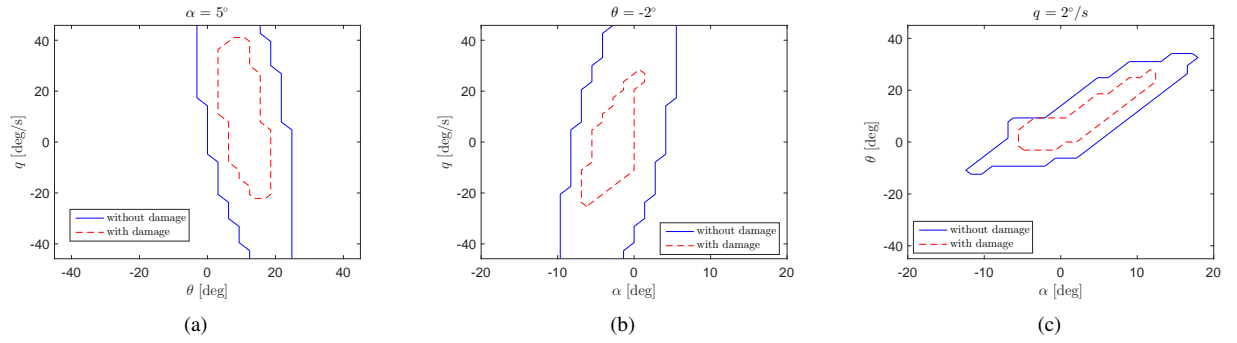 α = 5°
q [deg/s]
40
20
0
-20
-40
without damage
with damage
-40
-20
0
20
40
θ [deg]
(a)
θ = -2°
q [deg/s]
40
20
0
-20
-40
without damage
with damage
-20
-10
0
10
20
α [deg]
(b)
q = 2°/s
θ [deg]
40
20
0
-20
-40
without damage
with damage
-20
-10
0
10
20
α [deg]
(c)